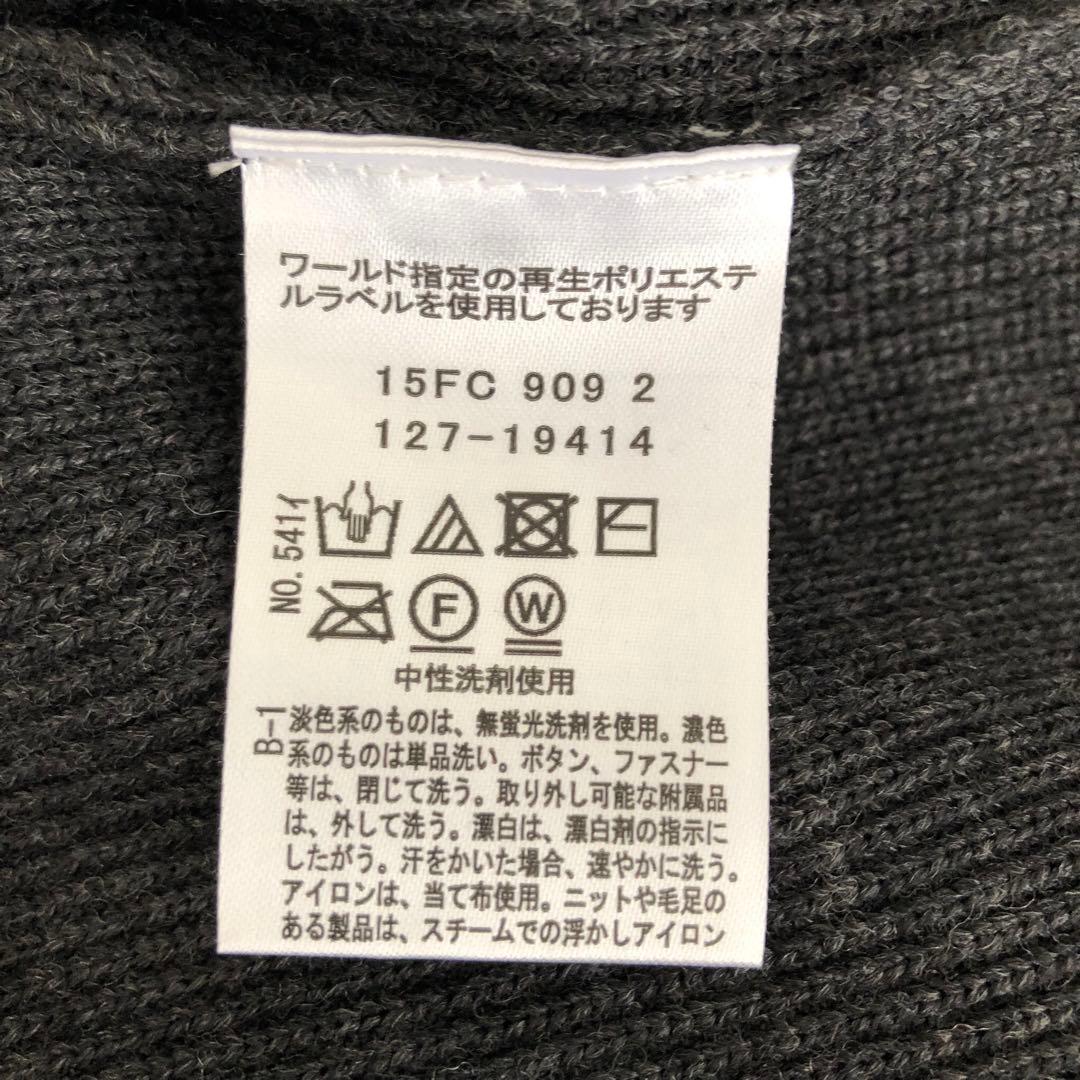 ワールド指定の再生ポリエステ
ルラベルを使用しております
15FC 909 2
127-19414
NO. 541イ
F W
中性洗剤使用
B-1
淡色系のものは、無蛍光洗剤を使用。濃色
系のものは単品洗い。ボタン、ファスナー
等は、閉じて洗う。取り外し可能な附属品
は、外して洗う。漂白は、漂白剤の指示に
したがう。汗をかいた場合、速やかに洗う。
アイロンは、当て布使用。ニットや毛足の
ある製品は、スチームでの浮かしアイロン